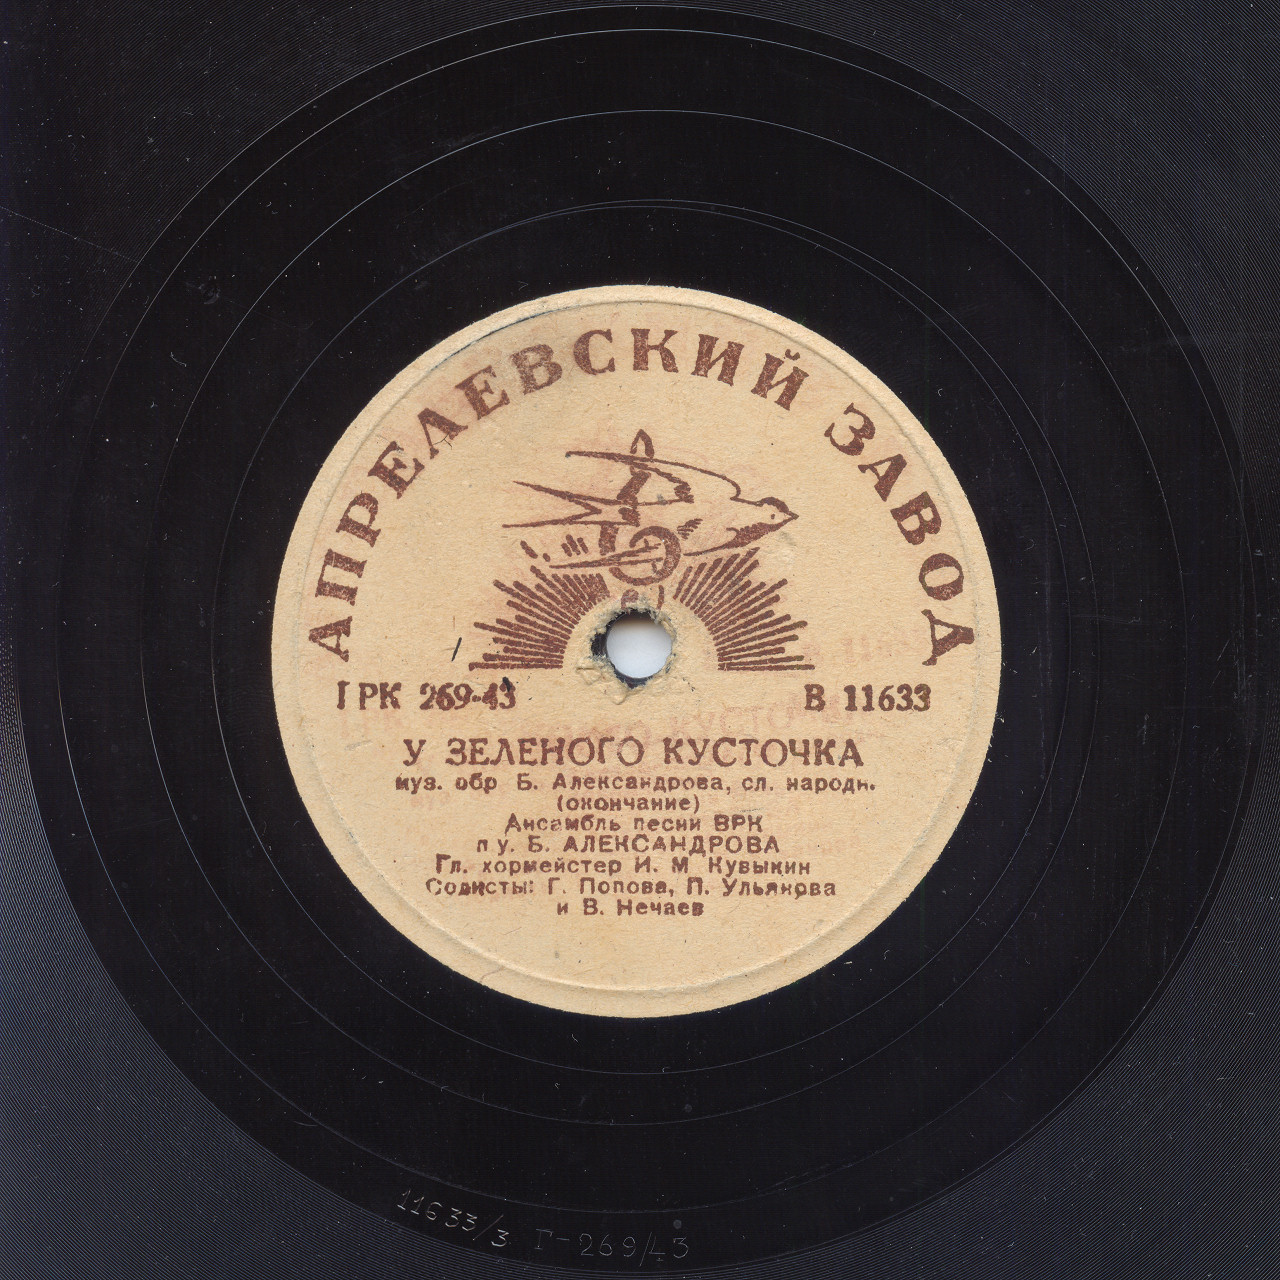 АПРЕЛЕВСКИЙ ЗАВОД
ГРК 269-43 В 11633
У ЗЕЛЕНОГО КУСТОЧКА
муз. обр Б. Александрова, сл. народн.
(окончание)
Ансамбль песни ВРК
п у. Б. АЛЕКСАНДРОВА
Гл. хормейстер И. М Кувыкин
Солисты: Г. Попова, П. Ульянова
и В. Нечаев
11633/3 Г-269/43